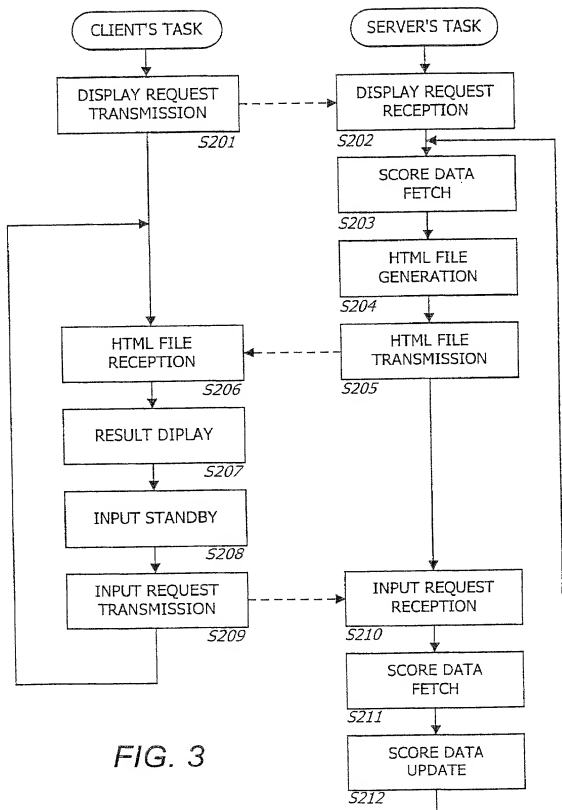 CLIENT'S TASK
SERVER'S TASK
DISPLAY REQUEST
TRANSMISSION
S201
DISPLAY REQUEST
RECEPTION
S202
SCORE DATA
FETCH
S203
HTML FILE
GENERATION
S204
HTML FILE
RECEPTION
S206
HTML FILE
TRANSMISSION
S205
RESULT DIPLAY
S207
INPUT STANDBY
S208
INPUT REQUEST
TRANSMISSION
S209
INPUT REQUEST
RECEPTION
S210
SCORE DATA
FETCH
S211
SCORE DATA
UPDATE
S212
FIG. 3